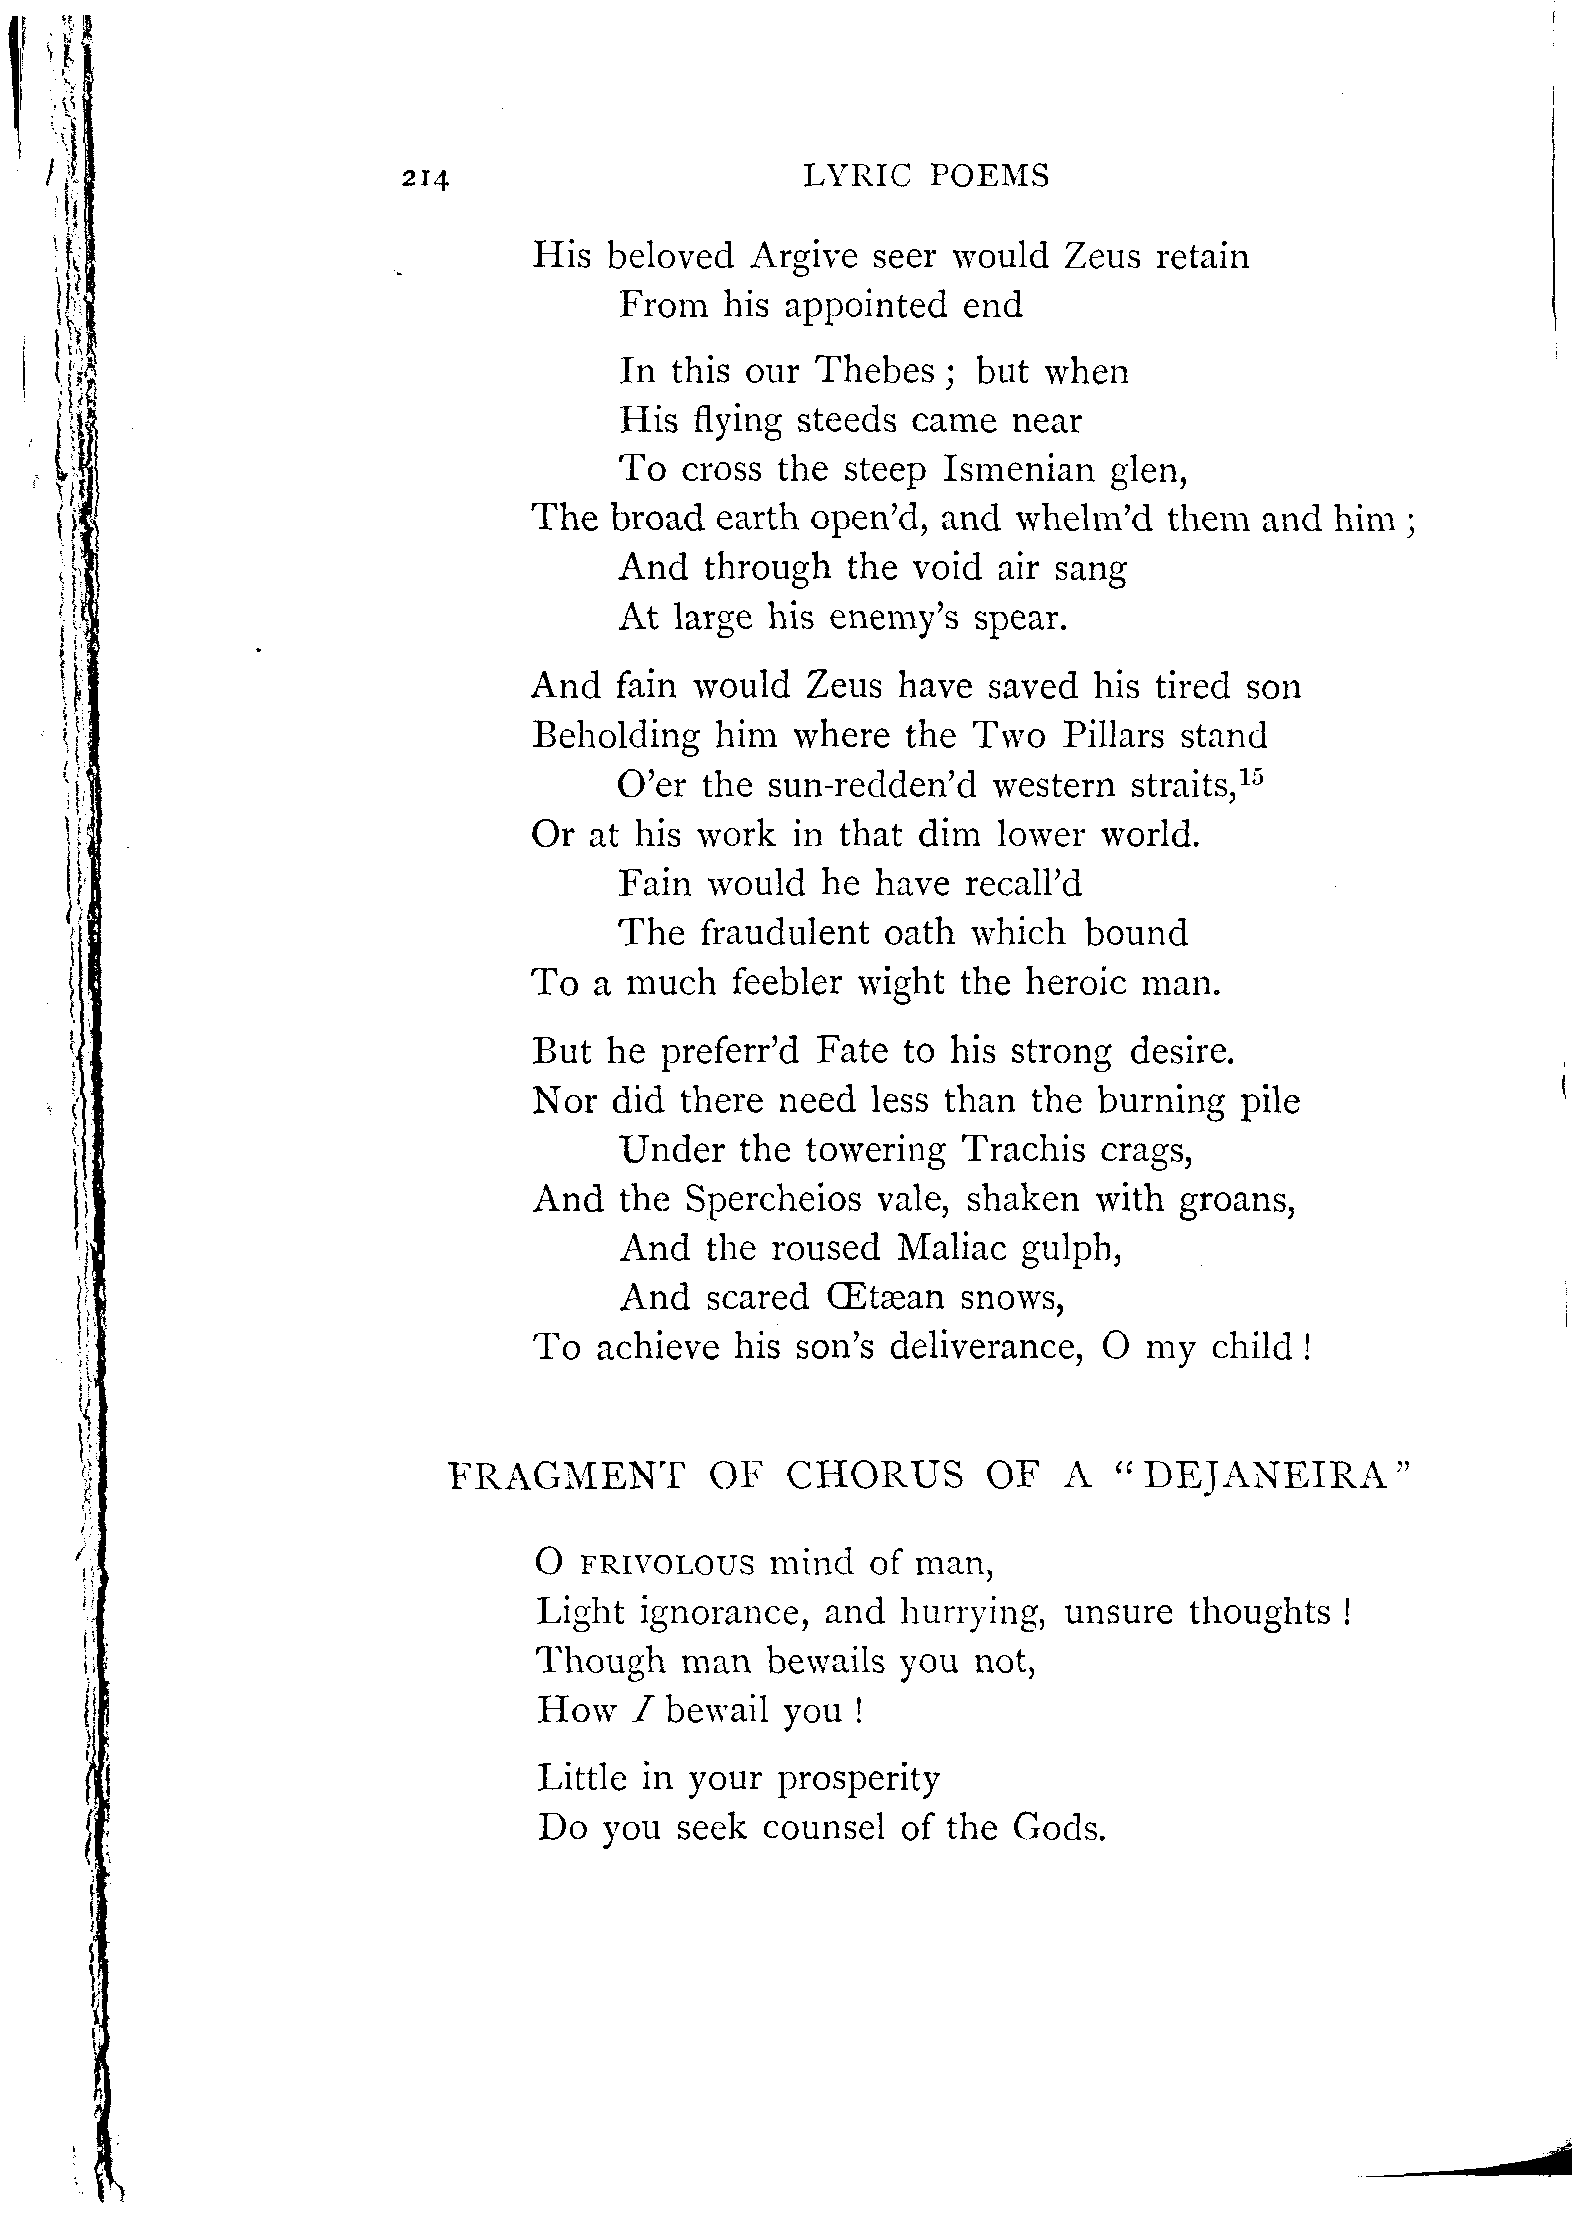 214 LYRIC POEMS
His beloved Argive seer would Zeus retain
From his appointed end
In this our Thebes ; but when
His flying steeds came near
To cross the steep Ismenian glen,
The broad earth open'd, and whelm'd them and him ;
And through the void air sang
At large his enemy's spear.
And fain would Zeus have saved his tired son
Beholding him where the Two Pillars stand
O'er the sun-redden'd western straits,¹⁵
Or at his work in that dim lower world.
Fain would he have recall'd
The fraudulent oath which bound
To a much feebler wight the heroic man.
But he preferr'd Fate to his strong desire.
Nor did there need less than the burning pile
Under the towering Trachis crags,
And the Spercheios vale, shaken with groans,
And the roused Maliac gulph,
And scared Œtæan snows,
To achieve his son's deliverance, O my child !
FRAGMENT OF CHORUS OF A “ DEJANEIRA ”
O FRIVOLOUS mind of man,
Light ignorance, and hurrying, unsure thoughts !
Though man bewails you not,
How I bewail you !
Little in your prosperity
Do you seek counsel of the Gods.